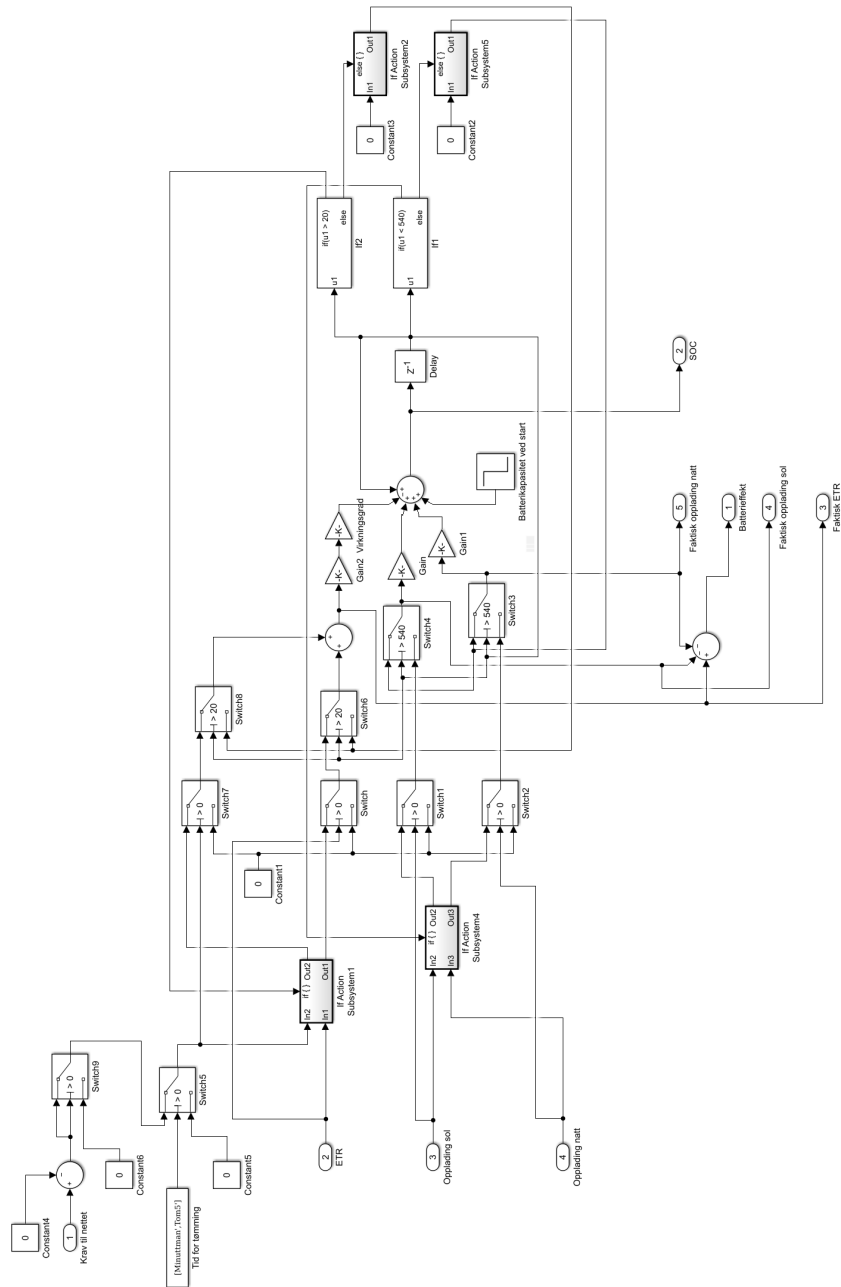 0
Constant4
1
Krav til nettet
+
-
0
Constant6
> 0
Switch9
[Minuttman',Tom5']
Tid for tømming
0
Constant5
> 0
Switch5
2
ETR
3
Opplading sol
4
Opplading natt
In2
if { }
Out2
In1
Out1
If Action
Subsystem1
In2
if { }
Out2
In3
Out3
If Action
Subsystem4
0
Constant1
> 0
Switch7
> 0
Switch
> 0
Switch1
> 0
Switch2
> 20
Switch8
> 20
Switch6
+
+
> 540
Switch4
> 540
Switch3
-K-
Gain2
-K-
Virkningsgrad
-K-
Gain
-K-
Gain1
Batterikapasitet ved start
Z-1
Delay
u1
if(u1 > 20)
else
If2
u1
if(u1 < 540)
else
If1
0
Constant3
else { }
In1
Out1
If Action
Subsystem2
0
Constant2
else { }
In1
Out1
If Action
Subsystem5
2
SOC
5
Faktisk opplading natt
1
Batterieffekt
4
Faktisk opplading sol
3
Faktisk ETR